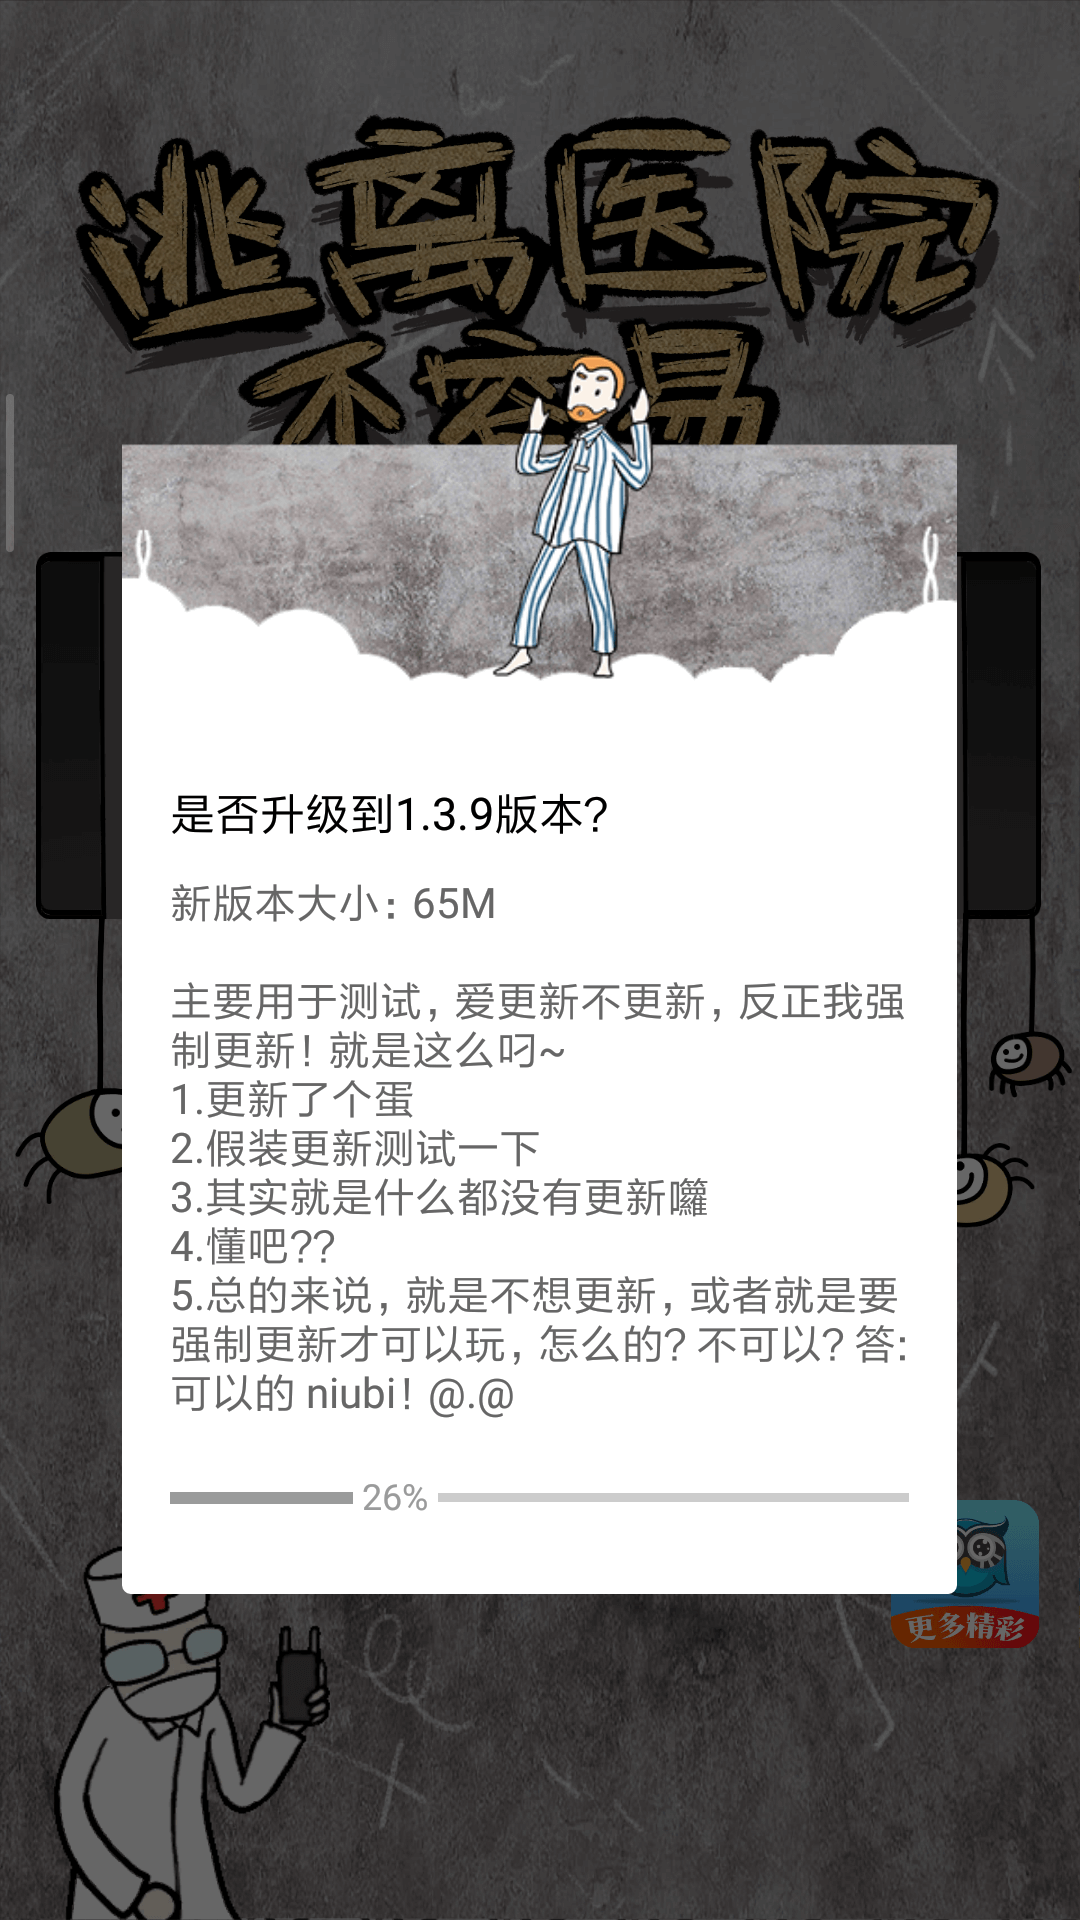 逃离医院
不容易
是否升级到1.3.9版本?
新版本大小: 65M
主要用于测试, 爱更新不更新, 反正我强
制更新! 就是这么叼~
1.更新了个蛋
2.假装更新测试一下
3.其实就是什么都没有更新囖
4.懂吧??
5.总的来说, 就是不想更新, 或者就是要
强制更新才可以玩, 怎么的? 不可以? 答:
可以的 niubi! @.@
26%
更多精彩